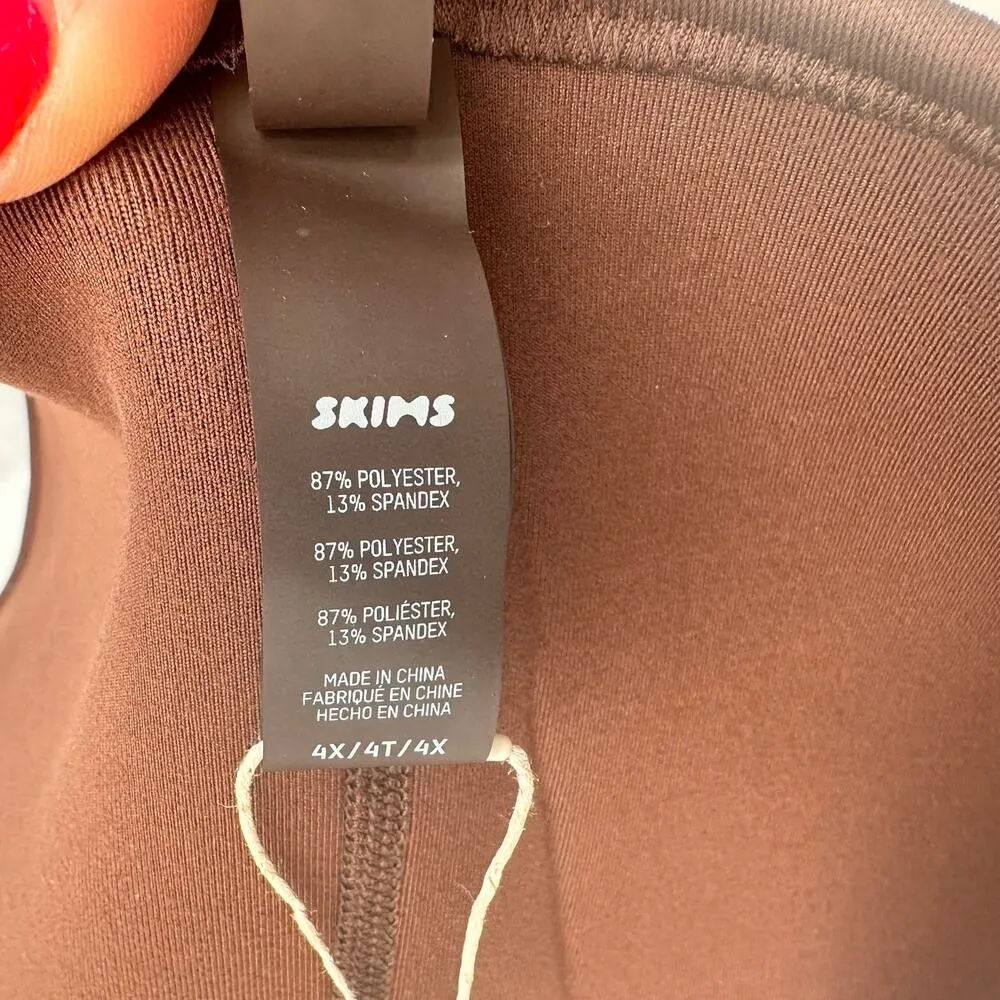 SKIMS
87% POLYESTER,
13% SPANDEX
87% POLYESTER,
13% SPANDEX
87% POLIÉSTER,
13% SPANDEX
MADE IN CHINA
FABRIQUÉ EN CHINE
HECHO EN CHINA
4X/4T/4X